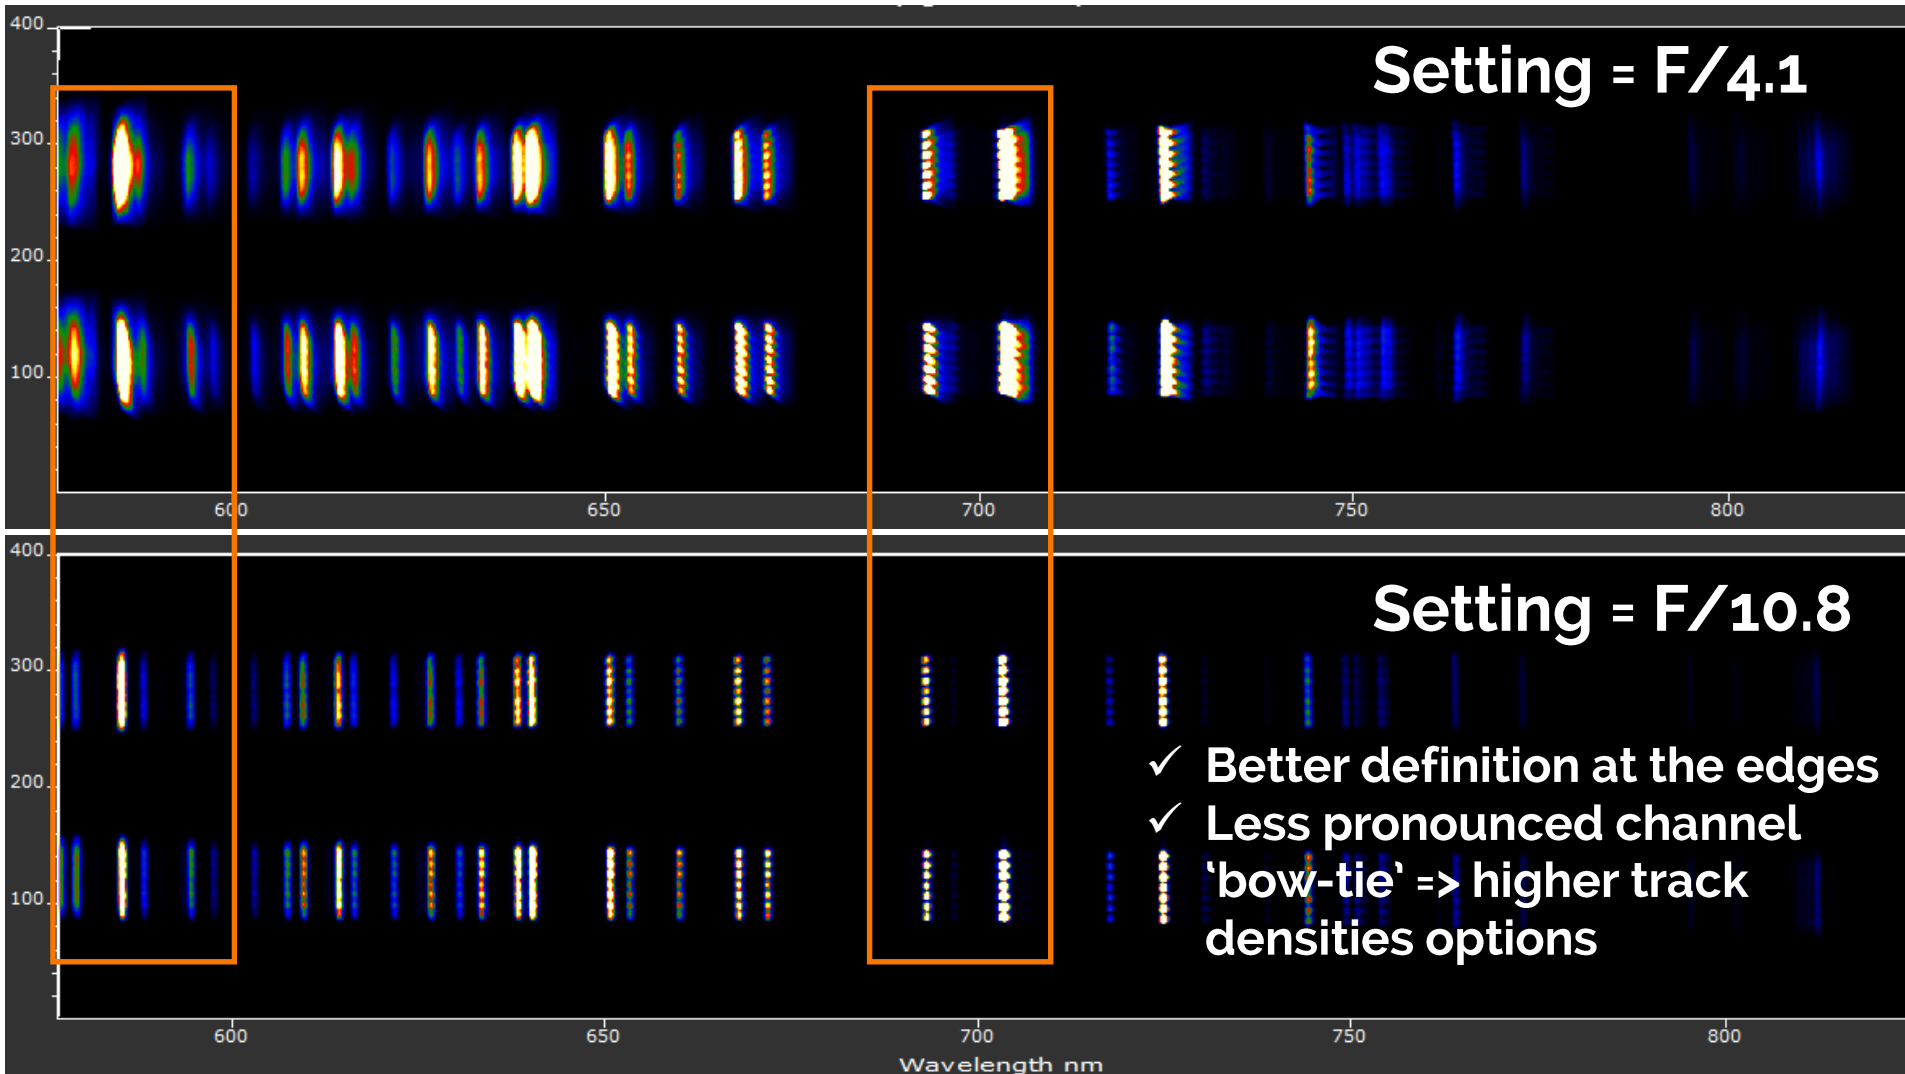 400
Setting = F/4.1
300
200
100
600 650 700 750 800
400
Setting = F/10.8
300
200
✓ Better definition at the edges
✓ Less pronounced channel
‘bow-tie’ => higher track
densities options
100
600 650 700 750 800
Wavelength nm